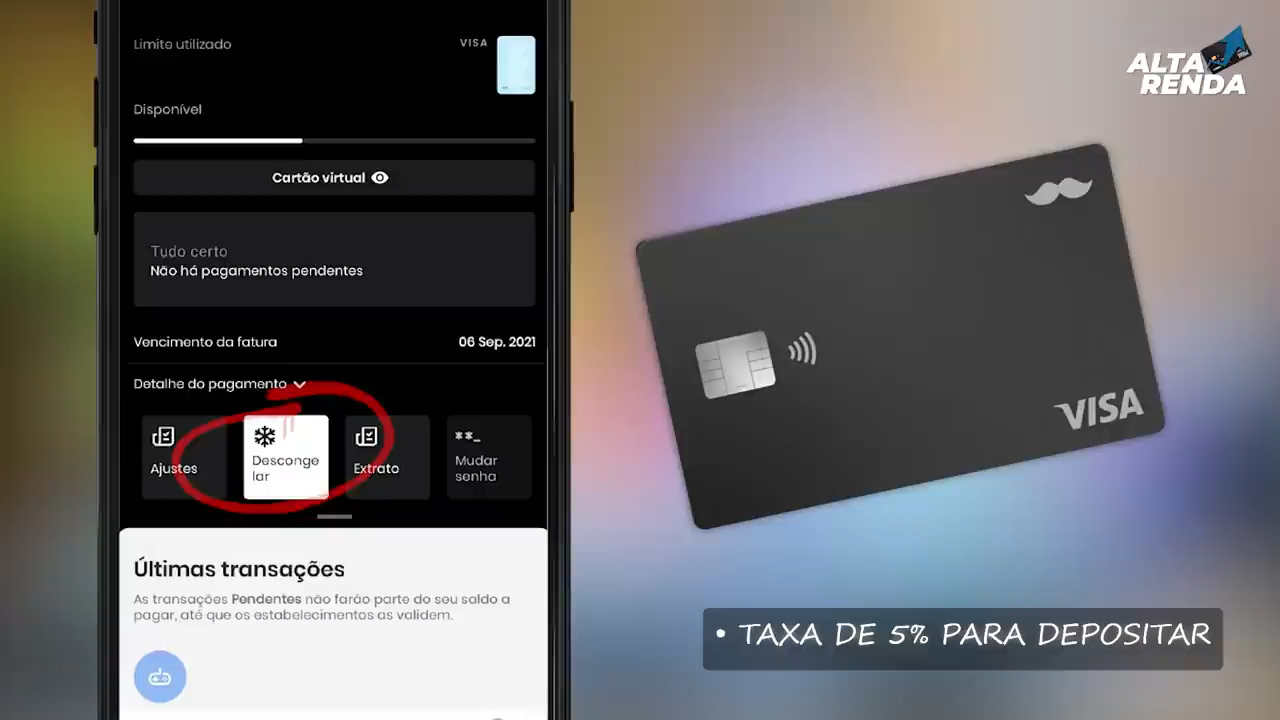 Limite utilizado
VISA
Disponível
Cartão virtual
Tudo certo
Não há pagamentos pendentes
Vencimento da fatura
06 Sep. 2021
Detalhe do pagamento
Ajustes
Desconge
lar
Extrato
**_
Mudar
senha
Últimas transações
As transações Pendentes não farão parte do seu saldo a
pagar, até que os estabelecimentos as validem.
ALTA
RENDA
VISA
• TAXA DE 5% PARA DEPOSITAR